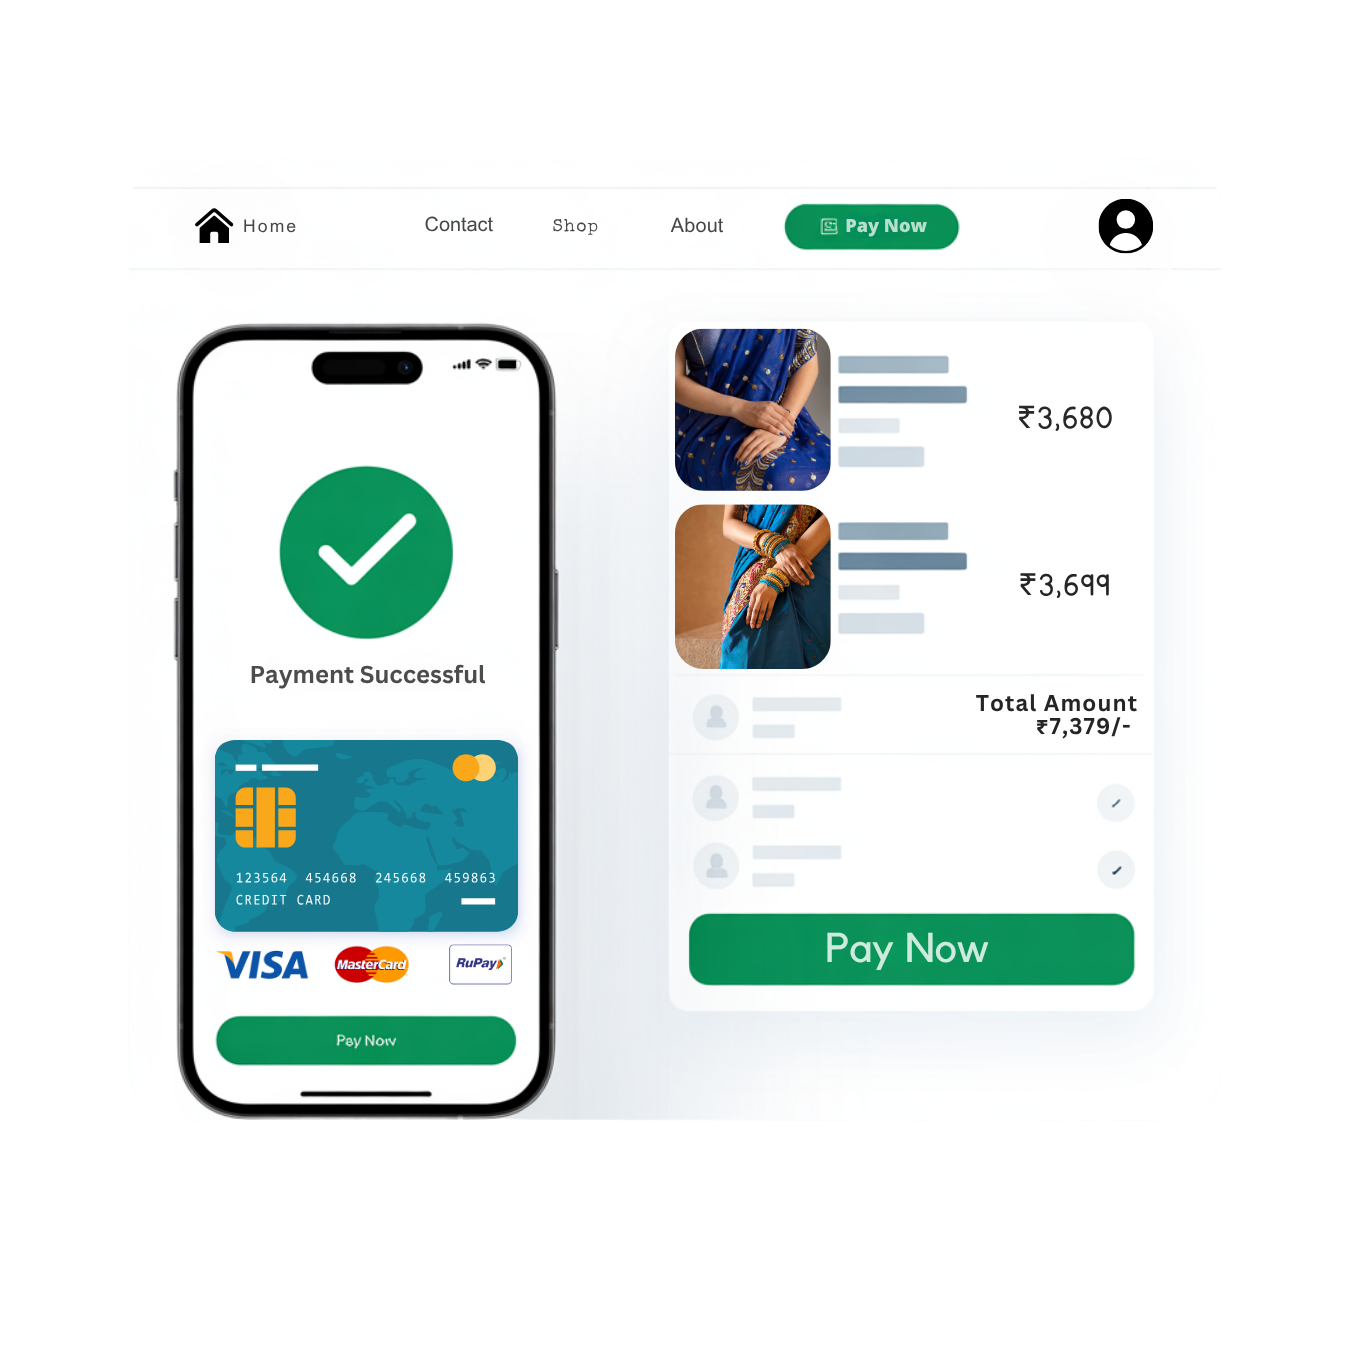 Home
Contact
Shop
About
Pay Now
Payment Successful
123564 454668 245668 459863
CREDIT CARD
VISA
MasterCard
RuPay
Pay Now
₹3,680
₹3,699
Total Amount
₹7,379/-
Pay Now